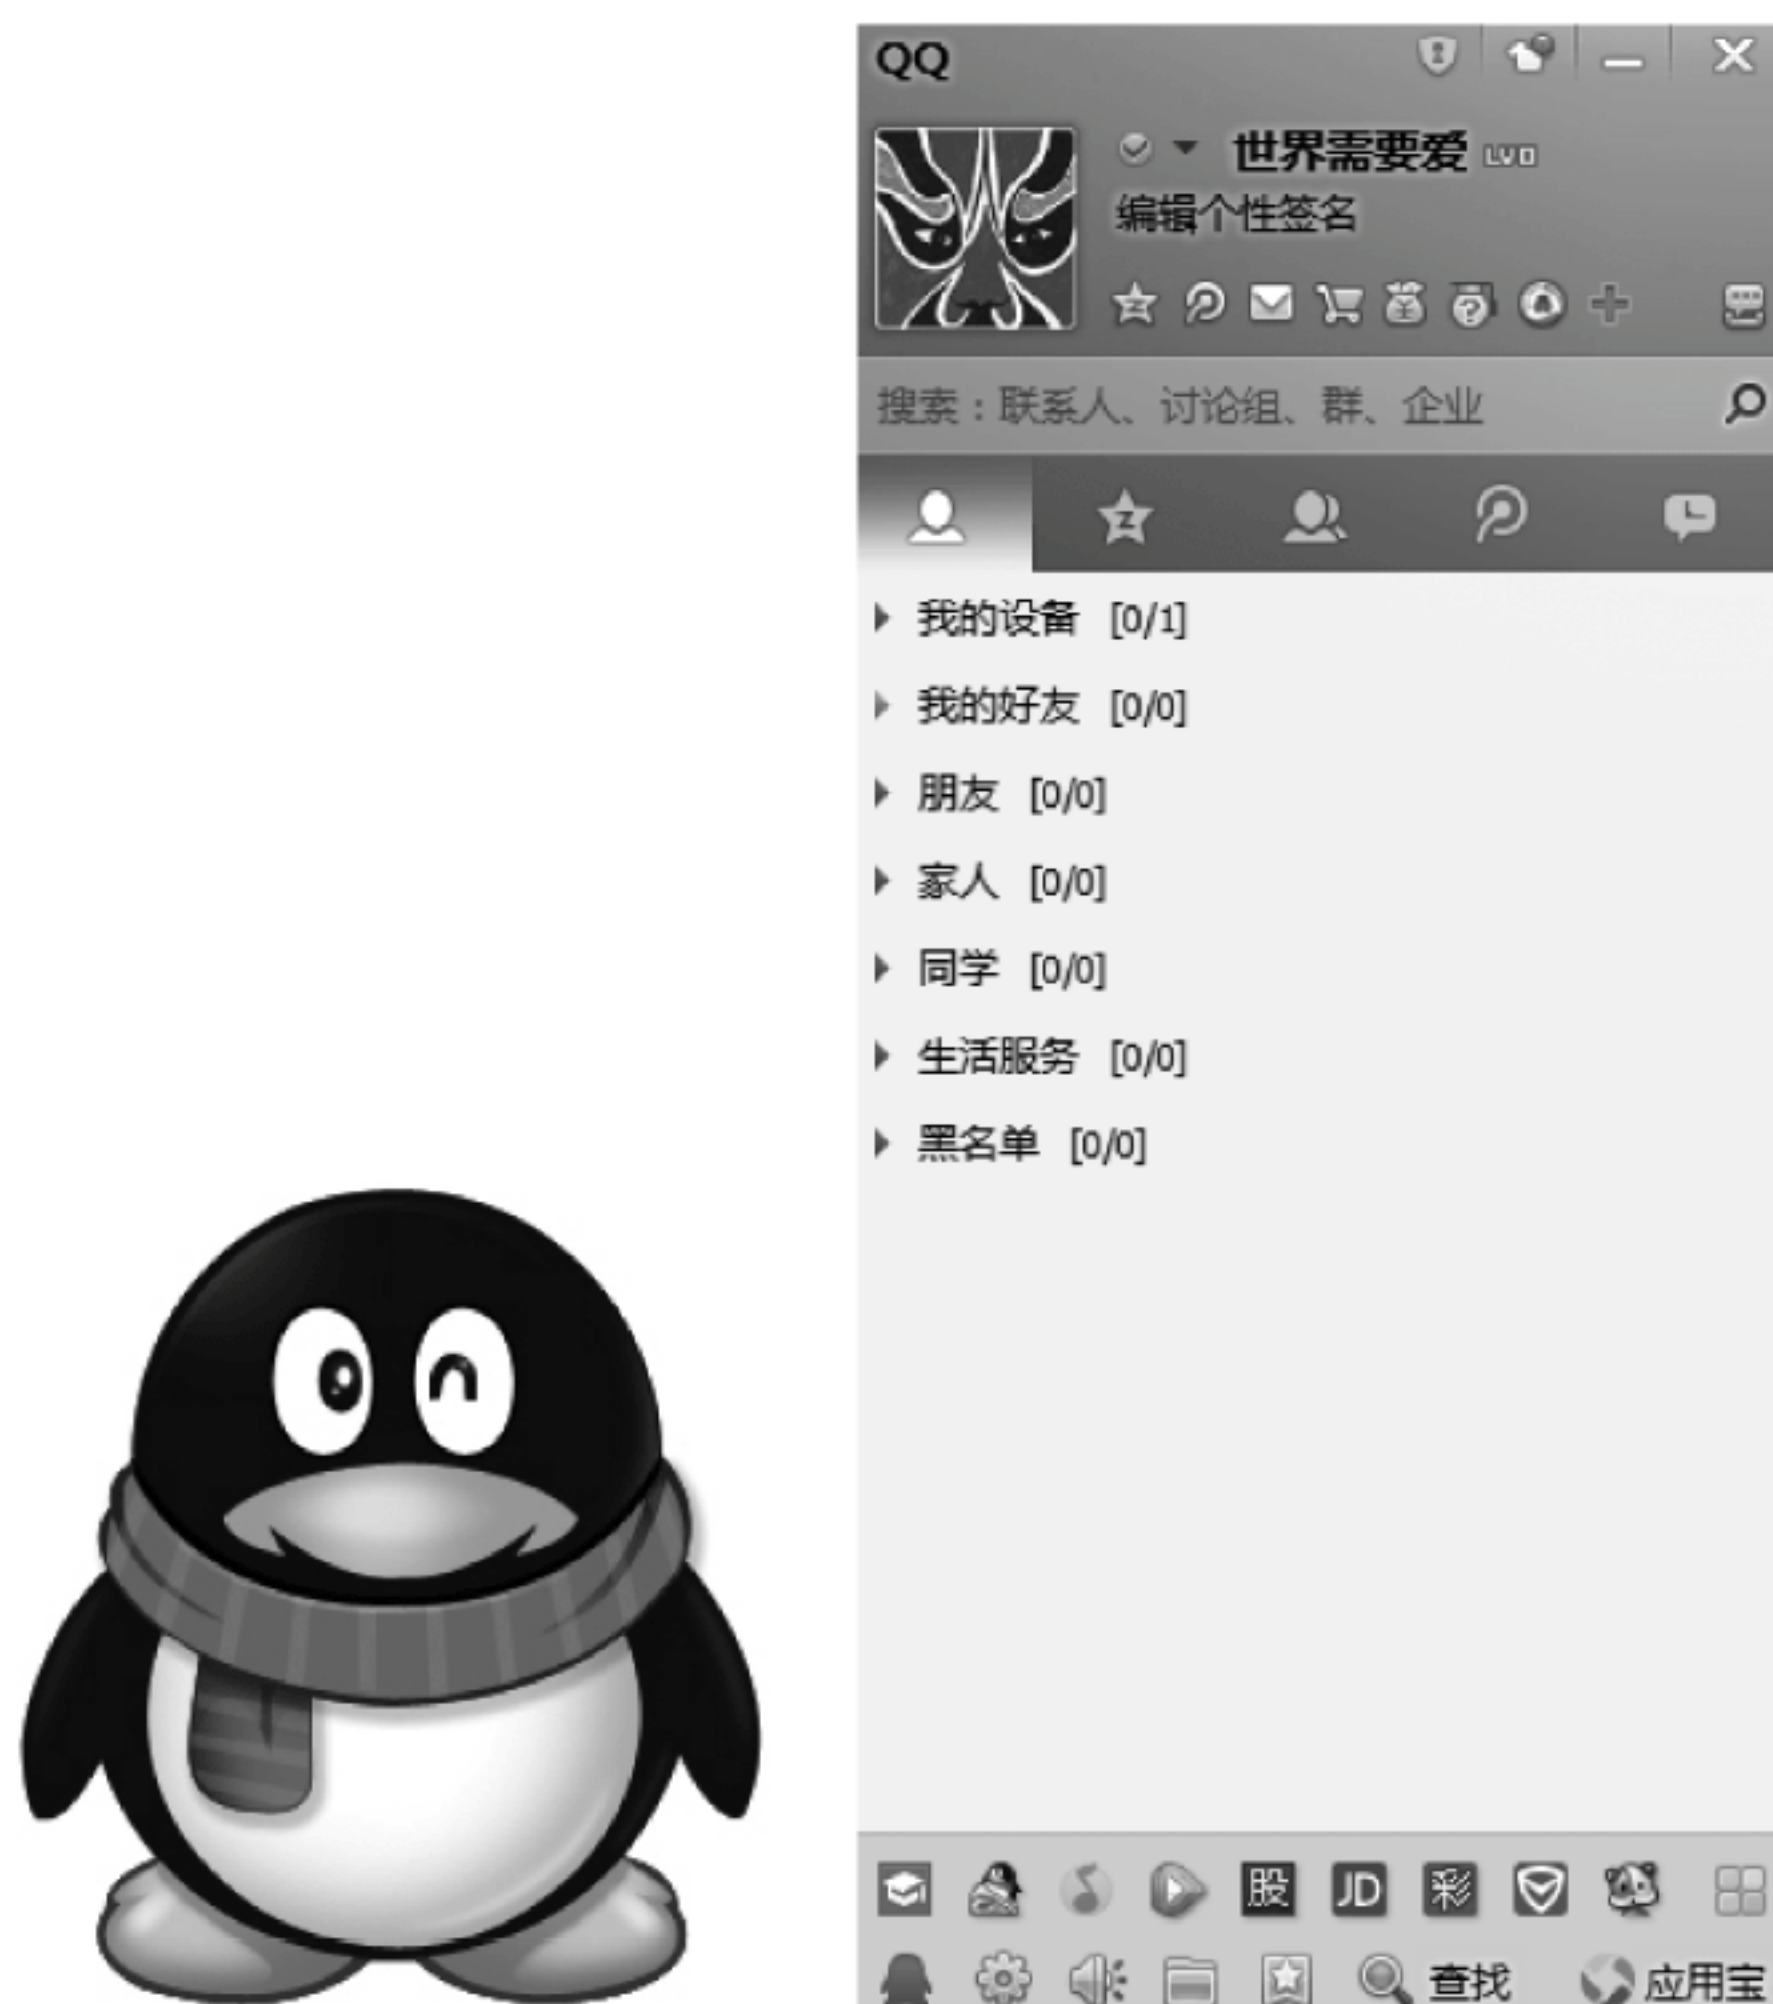 QQ
世界需要爱 LV0
编辑个性签名
搜索：联系人、讨论组、群、企业
我的设备 [0/1]
我的好友 [0/0]
朋友 [0/0]
家人 [0/0]
同学 [0/0]
生活服务 [0/0]
黑名单 [0/0]
股 JD 彩
查找 应用宝